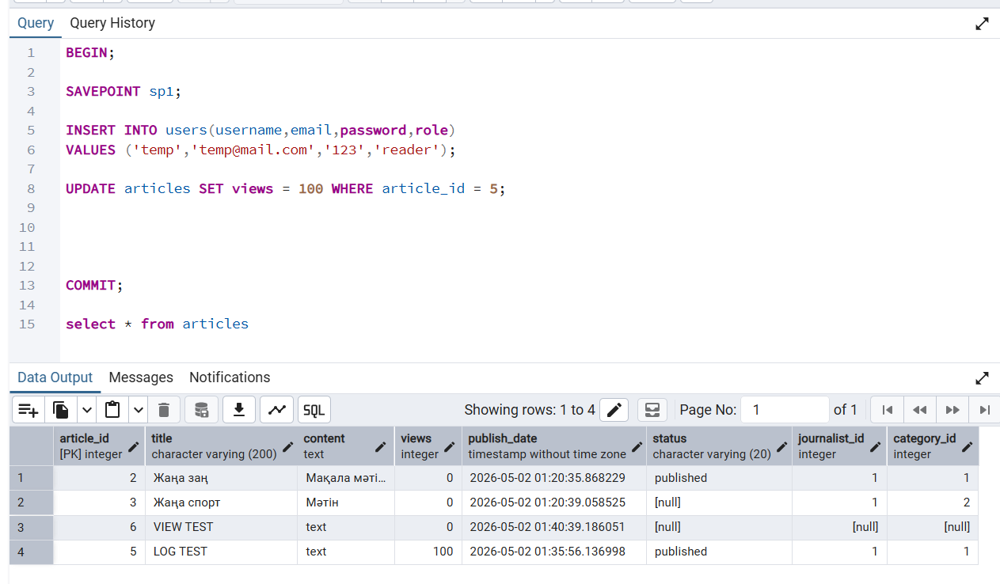 Query Query History
1 BEGIN;
2
3 SAVEPOINT sp1;
4
5 INSERT INTO users(username,email,password,role)
6 VALUES ('temp','temp@mail.com','123','reader');
7
8 UPDATE articles SET views = 100 WHERE article_id = 5;
9
10
11
12
13 COMMIT;
14
15 select * from articles
Data Output Messages Notifications
SQL Showing rows: 1 to 4 Page No: 1 of 1
article_id title content views publish_date status journalist_id category_id
[PK] integer character varying (200) text integer timestamp without time zone character varying (20) integer integer
1 2 Жаңа заң Мақала мәті... 0 2026-05-02 01:20:35.868229 published 1 1
2 3 Жаңа спорт Мәтін 0 2026-05-02 01:20:39.058525 [null] 1 2
3 6 VIEW TEST text 0 2026-05-02 01:40:39.186051 [null] [null] [null]
4 5 LOG TEST text 100 2026-05-02 01:35:56.136998 published 1 1